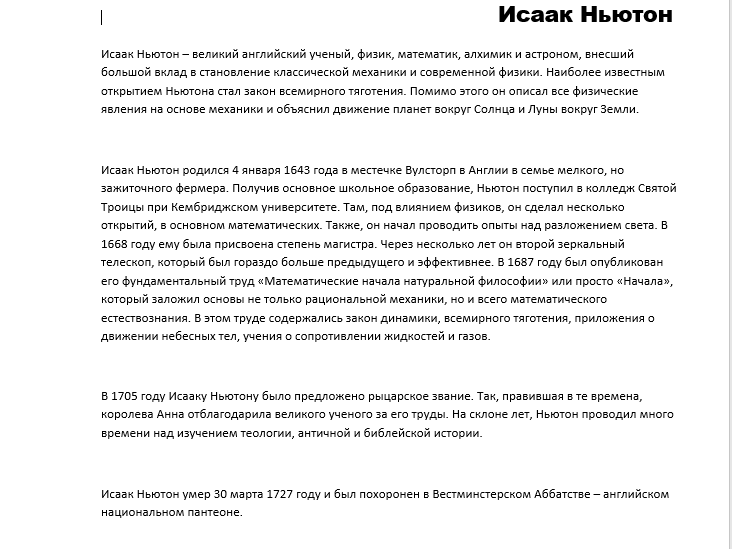 Исаак Ньютон
Исаак Ньютон – великий английский ученый, физик, математик, алхимик и астроном, внесший
большой вклад в становление классической механики и современной физики. Наиболее известным
открытием Ньютона стал закон всемирного тяготения. Помимо этого он описал все физические
явления на основе механики и объяснил движение планет вокруг Солнца и Луны вокруг Земли.
Исаак Ньютон родился 4 января 1643 года в местечке Вулсторп в Англии в семье мелкого, но
зажиточного фермера. Получив основное школьное образование, Ньютон поступил в колледж Святой
Троицы при Кембриджском университете. Там, под влиянием физиков, он сделал несколько
открытий, в основном математических. Также, он начал проводить опыты над разложением света. В
1668 году ему была присвоена степень магистра. Через несколько лет он второй зеркальный
телескоп, который был гораздо больше предыдущего и эффективнее. В 1687 году был опубликован
его фундаментальный труд «Математические начала натуральной философии» или просто «Начала»,
который заложил основы не только рациональной механики, но и всего математического
естествознания. В этом труде содержались закон динамики, всемирного тяготения, приложения о
движении небесных тел, учения о сопротивлении жидкостей и газов.
В 1705 году Исааку Ньютону было предложено рыцарское звание. Так, правившая в те времена,
королева Анна отблагодарила великого ученого за его труды. На склоне лет, Ньютон проводил много
времени над изучением теологии, античной и библейской истории.
Исаак Ньютон умер 30 марта 1727 году и был похоронен в Вестминстерском Аббатстве – английском
национальном пантеоне.